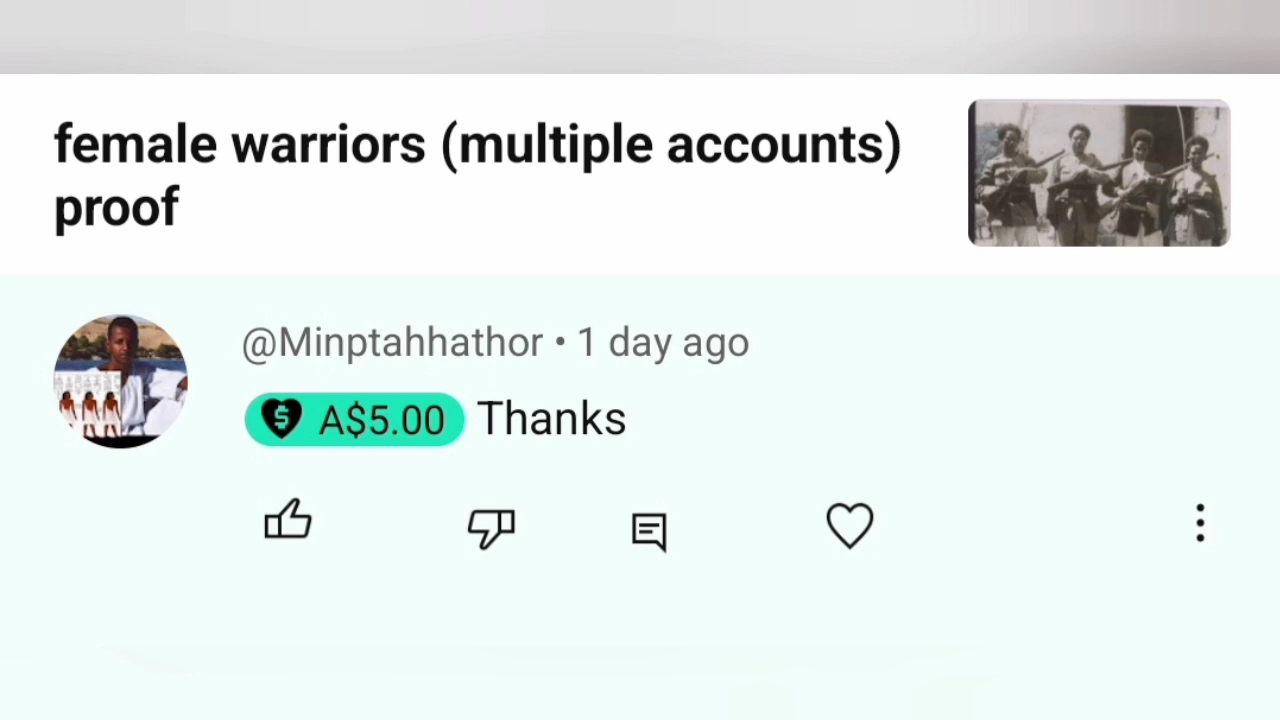 female warriors (multiple accounts)
proof
@Minptahhathor • 1 day ago
A$5.00 Thanks